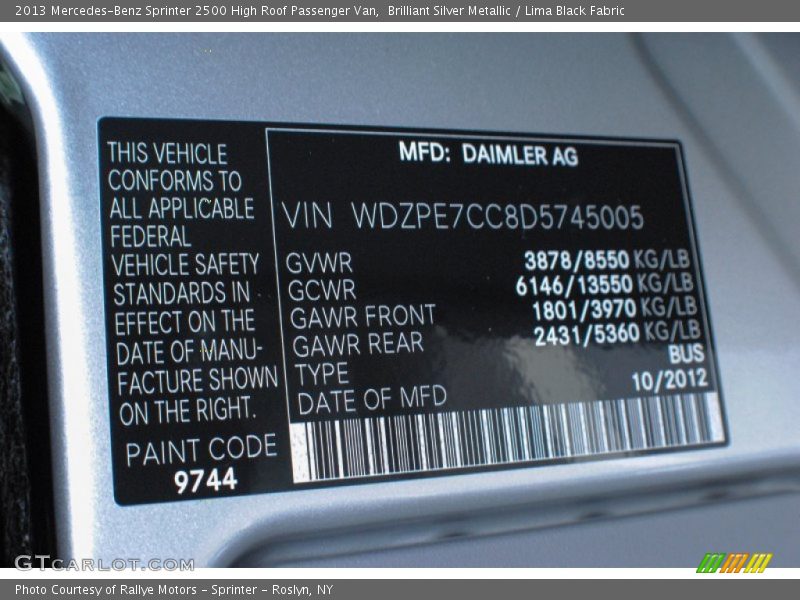 2013 Mercedes-Benz Sprinter 2500 High Roof Passenger Van, Brilliant Silver Metallic / Lima Black Fabric
THIS VEHICLE
CONFORMS TO
ALL APPLICABLE
FEDERAL
VEHICLE SAFETY
STANDARDS IN
EFFECT ON THE
DATE OF MANU-
FACTURE SHOWN
ON THE RIGHT.
PAINT CODE
9744
MFD: DAIMLER AG
VIN WDZPE7CC8D5745005
GVWR 3878/8550 KG/LB
GCWR 6146/13550 KG/LB
GAWR FRONT 1801/3970 KG/LB
GAWR REAR 2431/5360 KG/LB
TYPE BUS
DATE OF MFD 10/2012
GTCARLOT.COM
Photo Courtesy of Rallye Motors - Sprinter - Roslyn, NY